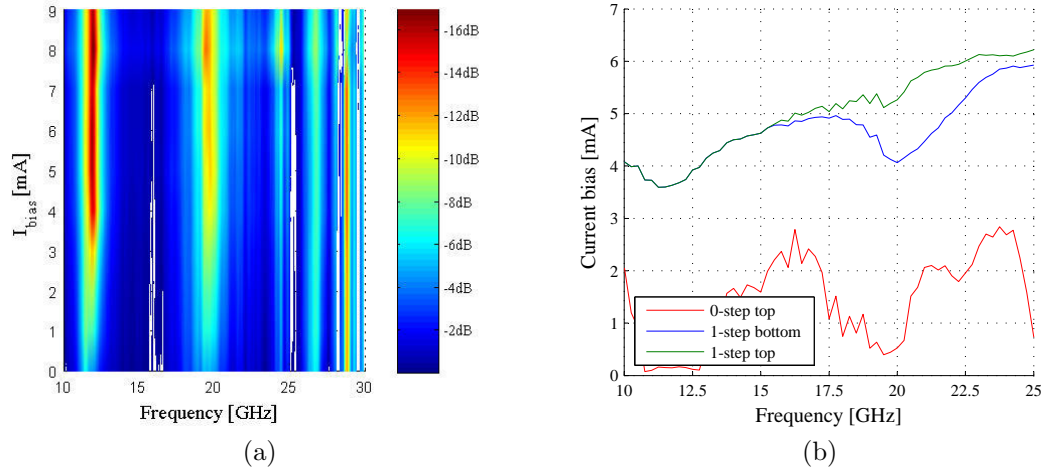 9
8
7
6
5
4
3
2
1
0
I_bias [mA]
10 15 20 25 30
Frequency [GHz]
-16dB
-14dB
-12dB
-10dB
-8dB
-6dB
-4dB
-2dB
(a)
7
6
5
4
3
2
1
0
Current bias [mA]
0-step top
1-step bottom
1-step top
10 12.5 15 17.5 20 22.5 25
Frequency [GHz]
(b)